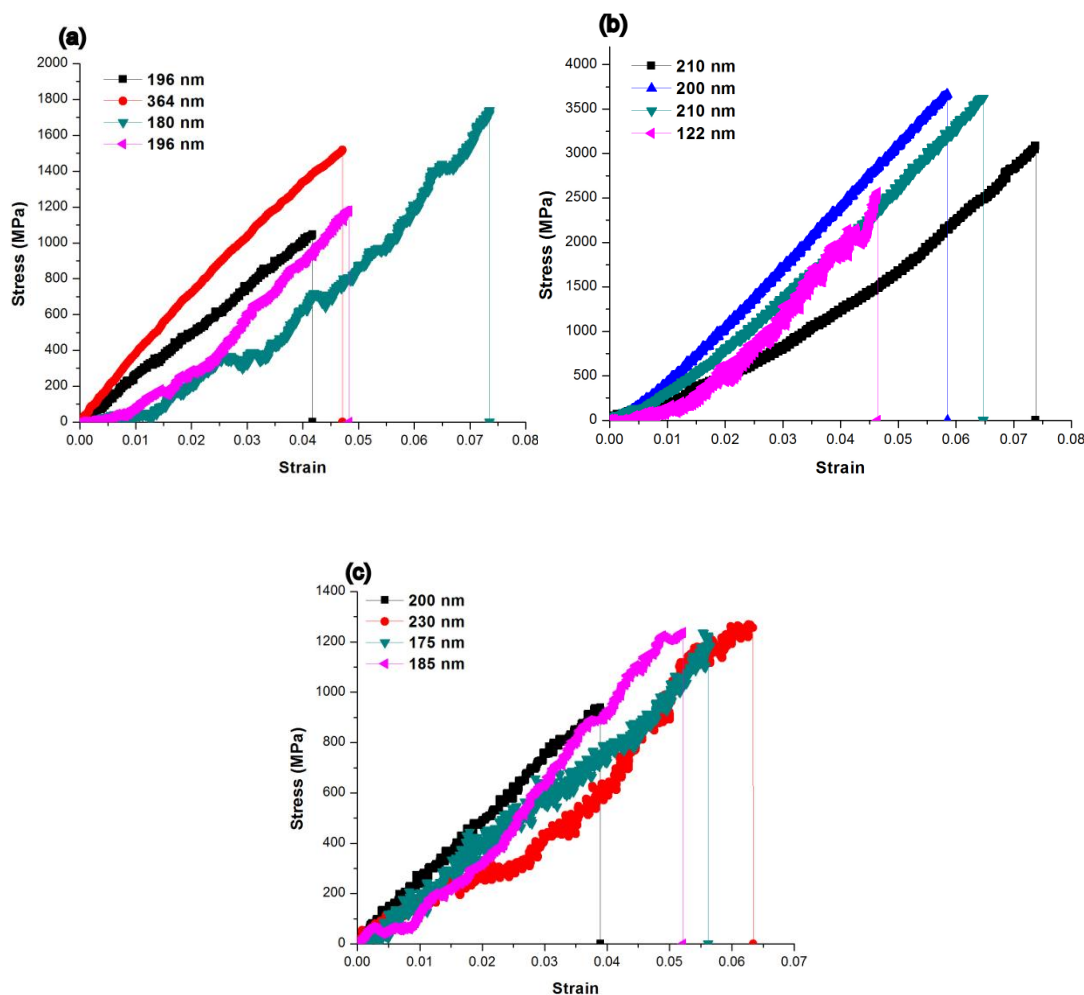 (a)
2000
1800
1600
1400
1200
1000
800
600
400
200
0
Stress (MPa)
196 nm
364 nm
180 nm
196 nm
0.00 0.01 0.02 0.03 0.04 0.05 0.06 0.07 0.08
Strain
(b)
4000
3500
3000
2500
2000
1500
1000
500
0
Stress (MPa)
210 nm
200 nm
210 nm
122 nm
0.00 0.01 0.02 0.03 0.04 0.05 0.06 0.07 0.08
Strain
(c)
1400
1200
1000
800
600
400
200
0
Stress (MPa)
200 nm
230 nm
175 nm
185 nm
0.00 0.01 0.02 0.03 0.04 0.05 0.06 0.07
Strain